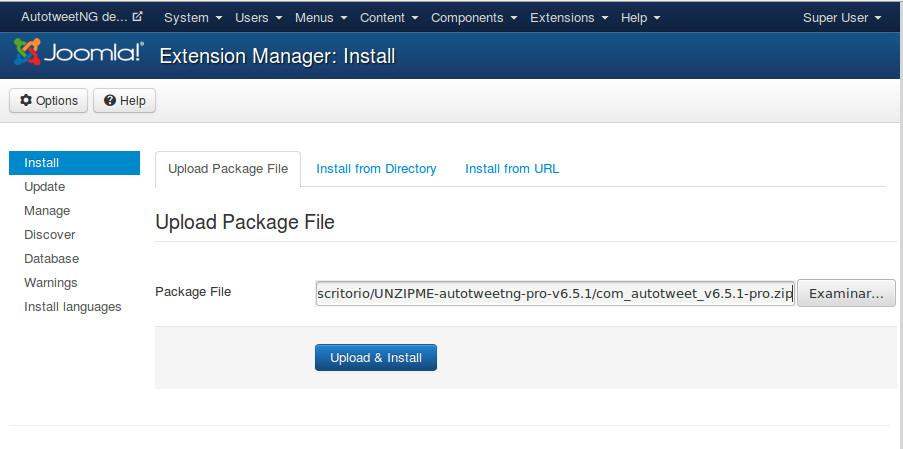 AutotweetNG de... System Users Menus Content Components Extensions Help Super User
Joomla!® Extension Manager: Install
Options Help
Install
Update
Manage
Discover
Database
Warnings
Install languages
Upload Package File Install from Directory Install from URL
Upload Package File
Package File scritorio/UNZIPME-autotweetng-pro-v6.5.1/com_autotweet_v6.5.1-pro.zip Examinar...
Upload & Install